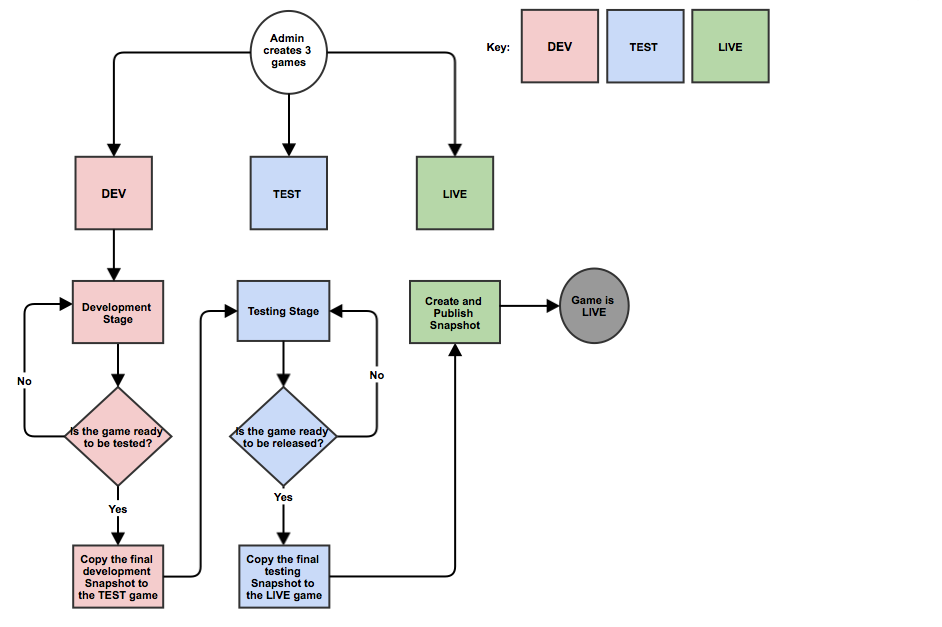 Admin
creates 3
games
Key:
DEV
TEST
LIVE
DEV
TEST
LIVE
Development
Stage
Testing Stage
Create and
Publish
Snapshot
Game is
LIVE
No
No
Is the game ready
to be tested?
Is the game ready
to be released?
Yes
Yes
Copy the final
development
Snapshot to
the TEST game
Copy the final
testing
Snapshot to
the LIVE game